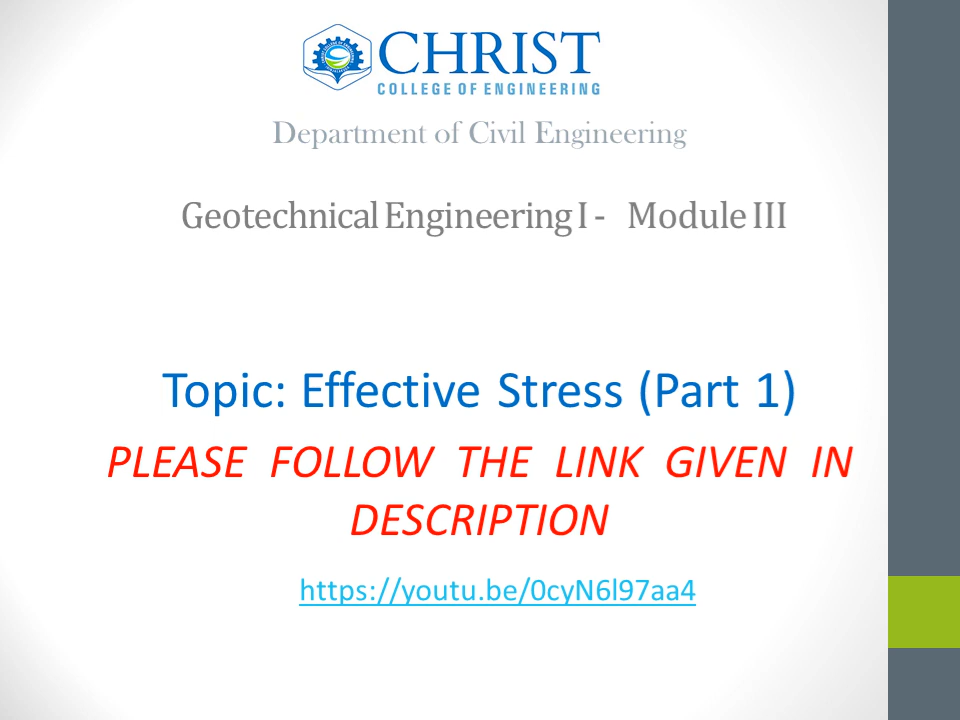 CHRIST
COLLEGE OF ENGINEERING
Department of Civil Engineering
Geotechnical Engineering I - Module III
Topic: Effective Stress (Part 1)
PLEASE FOLLOW THE LINK GIVEN IN
DESCRIPTION
https://youtu.be/0cyN6l97aa4